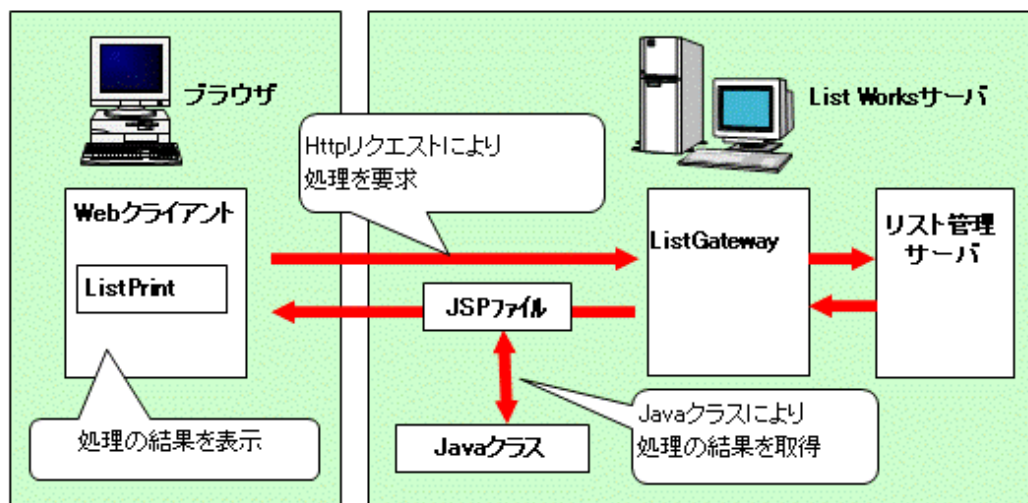 ブラウザ
List Worksサーバ
Httpリクエストにより
処理を要求
Webクライアント
ListPrint
ListGateway
リスト管理
サーバ
JSPファイル
処理の結果を表示
Javaクラス
Javaクラスにより
処理の結果を取得